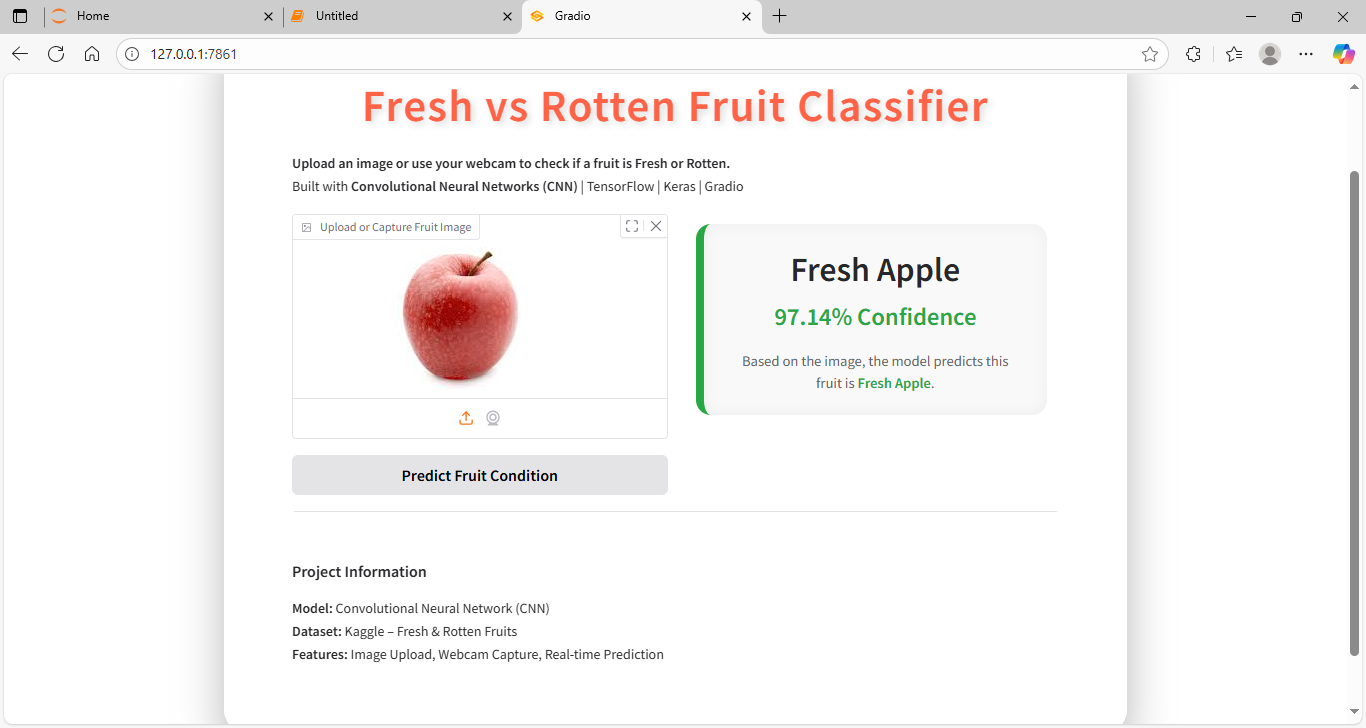 Home
Untitled
Gradio
127.0.0.1:7861
Fresh vs Rotten Fruit Classifier
Upload an image or use your webcam to check if a fruit is Fresh or Rotten.
Built with Convolutional Neural Networks (CNN) | TensorFlow | Keras | Gradio
Upload or Capture Fruit Image
Fresh Apple
97.14% Confidence
Based on the image, the model predicts this
fruit is Fresh Apple.
Predict Fruit Condition
Project Information
Model: Convolutional Neural Network (CNN)
Dataset: Kaggle – Fresh & Rotten Fruits
Features: Image Upload, Webcam Capture, Real-time Prediction